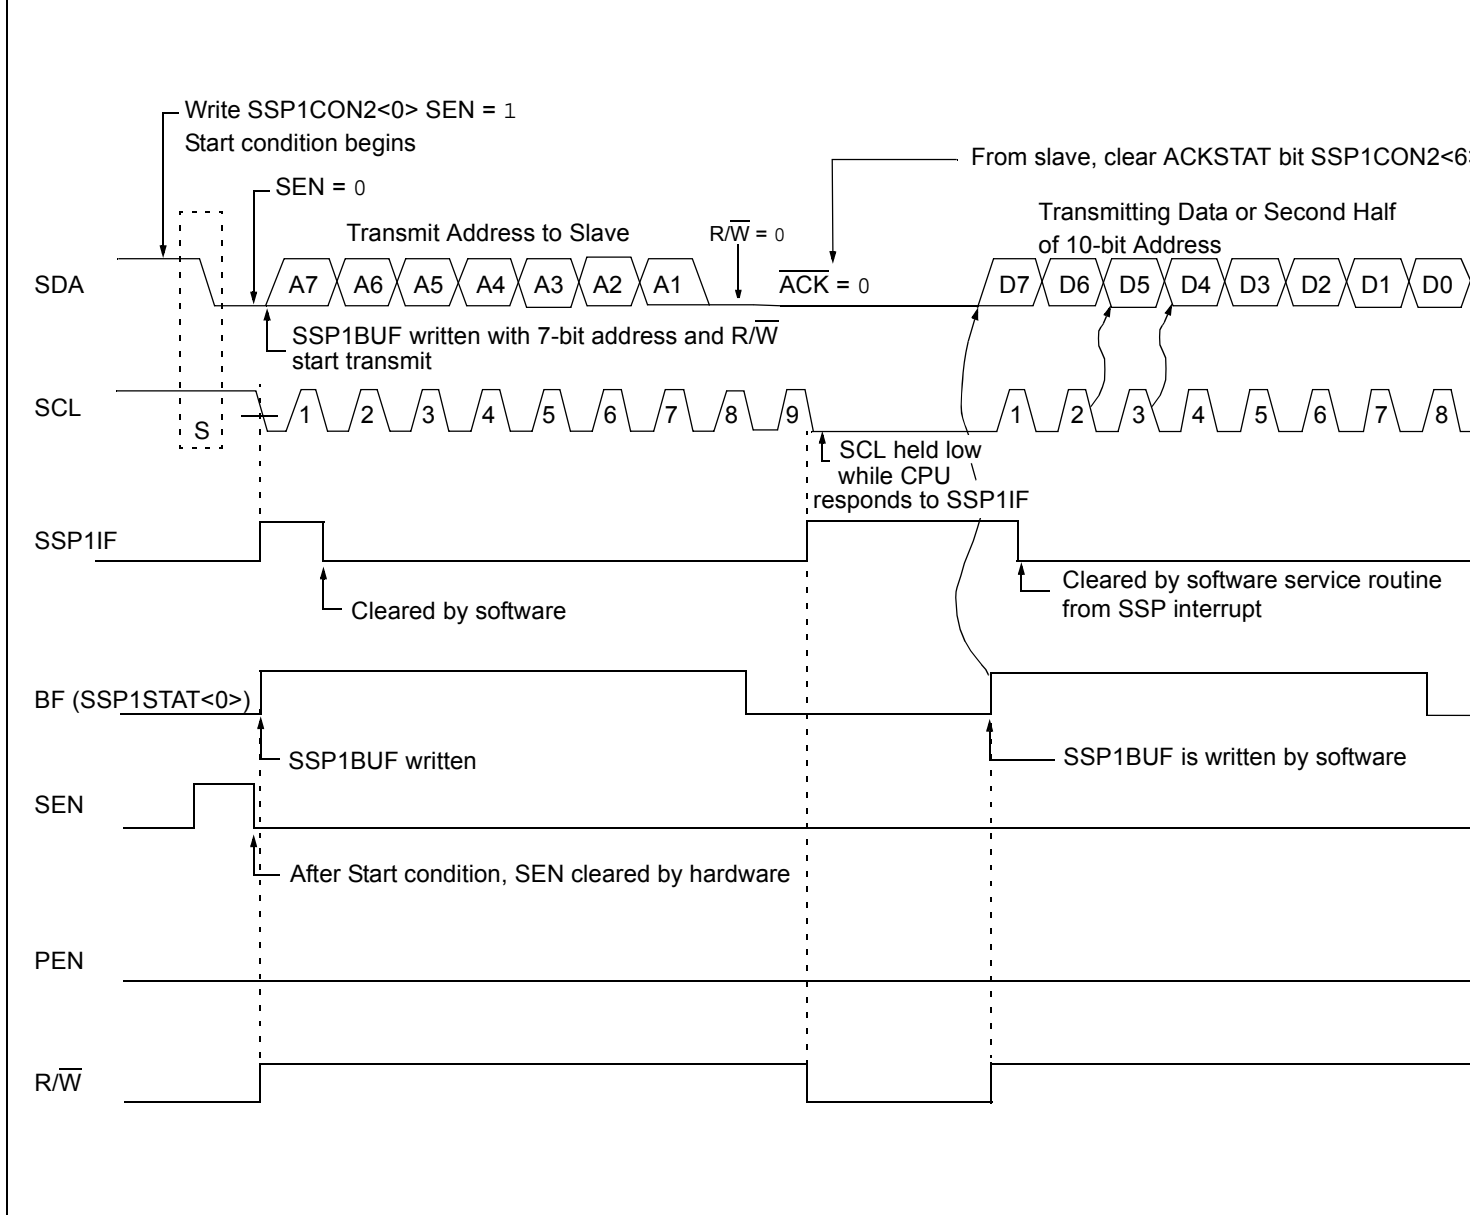 Write SSP1CON2<0> SEN = 1
Start condition begins
From slave, clear ACKSTAT bit SSP1CON2<6>
SEN = 0
Transmitting Data or Second Half
of 10-bit Address
Transmit Address to Slave
R/W̅ = 0
SDA
A7 A6 A5 A4 A3 A2 A1
A̅C̅K̅ = 0
D7 D6 D5 D4 D3 D2 D1 D0
SSP1BUF written with 7-bit address and R/W̅
start transmit
SCL
S
1 2 3 4 5 6 7 8 9
1 2 3 4 5 6 7 8
SCL held low
while CPU
responds to SSP1IF
SSP1IF
Cleared by software
Cleared by software service routine
from SSP interrupt
BF (SSP1STAT<0>)
SSP1BUF written
SSP1BUF is written by software
SEN
After Start condition, SEN cleared by hardware
PEN
R/W̅